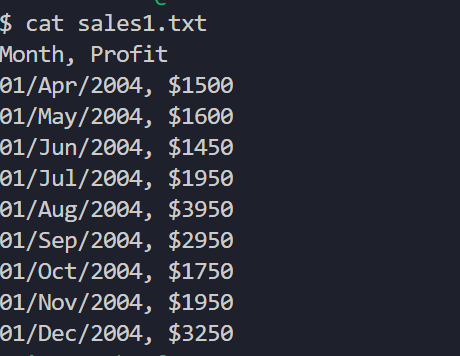 $ cat sales1.txt
Month, Profit
01/Apr/2004, $1500
01/May/2004, $1600
01/Jun/2004, $1450
01/Jul/2004, $1950
01/Aug/2004, $3950
01/Sep/2004, $2950
01/Oct/2004, $1750
01/Nov/2004, $1950
01/Dec/2004, $3250